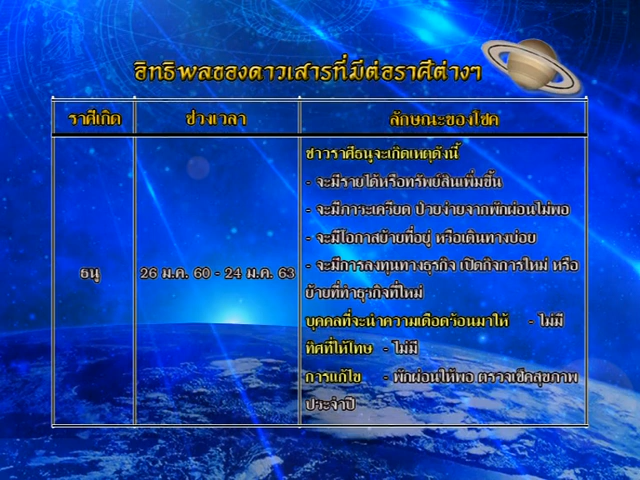 อิทธิพลของดาวเสารที่มีต่อราศีต่างๆ
ราศีเกิด ช่วงเวลา ลักษณะของโชค
ชาวราศีธนูจะเกิดเหตุดังนี้
- จะมีรายได้หรือทรัพย์สินเพิ่มขึ้น
- จะมีภาวะเครียด ป่วยง่ายจากพักผ่อนไม่พอ
- จะมีโอกาสย้ายที่อยู่ หรือเดินทางบ่อย
- จะมีการลงทุนทางธุรกิจ เปิดกิจการใหม่ หรือ
ธนู 26 ม.ค. 60 - 24 ม.ค. 63
ย้ายที่ทำธุรกิจที่ใหม่
บุคคลที่จะนำความเดือดร้อนมาให้ - ไม่มี
ทิศที่ให้โทษ - ไม่มี
การแก้ไข - พักผ่อนให้พอ ตรวจเช็คสุขภาพ
ประจำปี